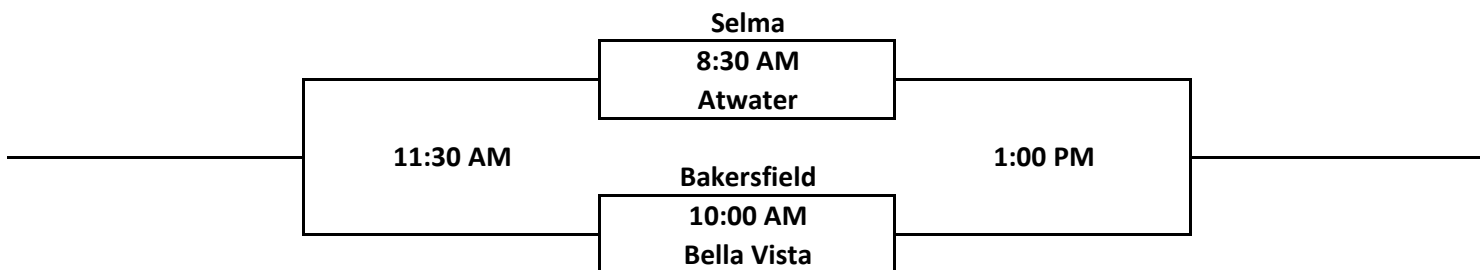 Selma
8:30 AM
Atwater
11:30 AM
1:00 PM
Bakersfield
10:00 AM
Bella Vista